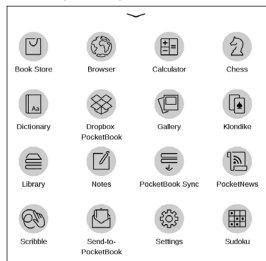 Book Store Browser Calculator Chess
Dictionary Dropbox PocketBook Gallery Klondike
Library Notes PocketBook Sync PocketNews
Scribble Send-to-PocketBook Settings Sudoku
Aa